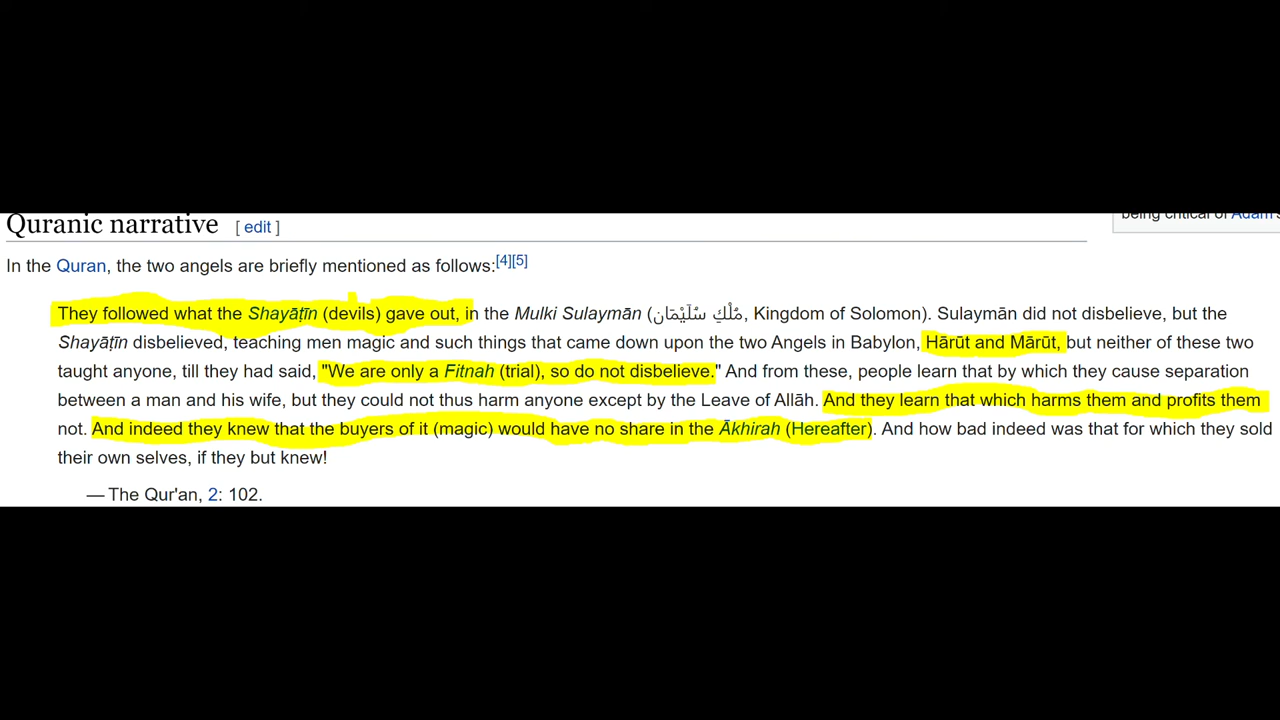 being critical of Adam's
Quranic narrative [ edit ]
In the Quran, the two angels are briefly mentioned as follows:[4][5]
They followed what the Shayāṭīn (devils) gave out, in the Mulki Sulaymān (مُلْكِ سُلَيْمَان, Kingdom of Solomon). Sulaymān did not disbelieve, but the
Shayāṭīn disbelieved, teaching men magic and such things that came down upon the two Angels in Babylon, Hārūt and Mārūt, but neither of these two
taught anyone, till they had said, "We are only a Fitnah (trial), so do not disbelieve." And from these, people learn that by which they cause separation
between a man and his wife, but they could not thus harm anyone except by the Leave of Allāh. And they learn that which harms them and profits them
not. And indeed they knew that the buyers of it (magic) would have no share in the Ākhirah (Hereafter). And how bad indeed was that for which they sold
their own selves, if they but knew!
— The Qur'an, 2: 102.